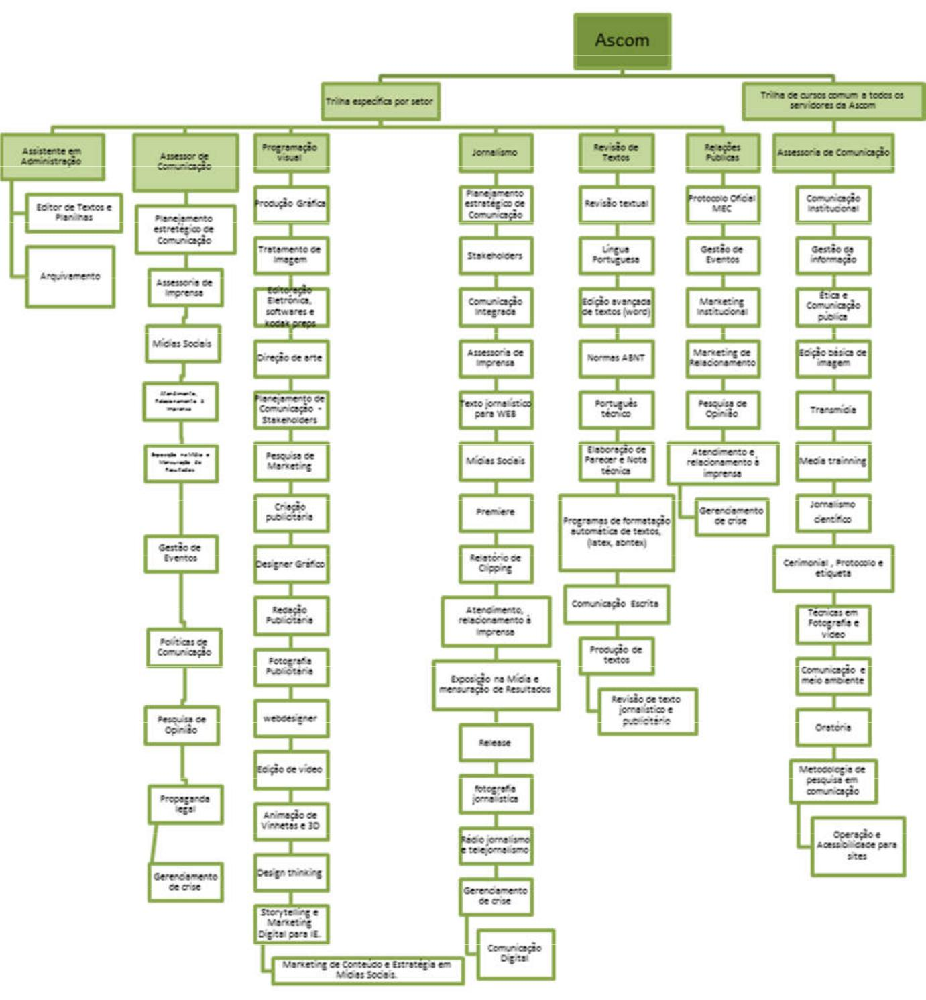 Ascom
Trilha específica por setor
Trilha de cursos comum a todos os
servidores da Ascom
Assistente em
Administração
Editor de Textos e
Planilhas
Arquivamento
Assessor de
Comunicação
Planejamento
estretégico de
Comunicação
Assessoria de
Imprensa
Mídias Sociais
Atendimento,
Relacionamento à
Imprensa
Exposição na Mídia e
Mensuração de
Resultados
Gestão de
Eventos
Políticas de
Comunicação
Pesquisa de
Opinião
Propaganda
legal
Gerenciamento
de crise
Programação
visual
Produção Gráfica
Tratamento de
Imagem
Editoração
Eletrônica,
softwares e
kodak preps
Direção de arte
Planejamento de
Comunicação -
Stakeholders
Pesquisa de
Marketing
Criação
publicitária
Designer Gráfico
Redação
Publicitária
Fotografia
Publicitária
webdesigner
Edição de vídeo
Animação de
Vinhetas e 3D
Design thinking
Storytelling e
Marketing
Digital para IE.
Marketing de Conteúdo e Estratégia em
Mídias Sociais.
Jornalismo
Planejamento
estratégico de
Comunicação
Stakeholders
Comunicação
Integrada
Assessoria de
Imprensa
Texto jornalístico
para WEB
Mídias Sociais
Premiere
Relatório de
Clipping
Atendimento,
relacionamento à
Imprensa
Exposição na Mídia e
mensuração de Resultados
Release
fotografia
jornalística
Rádio jornalismo
e telejornalismo
Gerenciamento
de crise
Comunicação
Digital
Revisão de
Textos
Revisão textual
Língua
Portuguesa
Edição avançada
de textos (word)
Normas ABNT
Português
técnico
Elaboração de
Parecer e Nota
técnica
Programas de formatação
automática de textos,
(latex, abntex)
Comunicação Escrita
Produção de
textos
Revisão de texto
jornalístico e
publicitário
Relações
Públicas
Protocolo Oficial
MEC
Gestão de
Eventos
Marketing
Institucional
Marketing de
Relacionamento
Pesquisa de
Opinião
Atendimento e
relacionamento à
imprensa
Gerenciamento
de crise
Assessoria de Comunicação
Comunicação
Institucional
Gestão da
informação
Ética e
Comunicação
pública
Edição básica de
imagem
Transmídia
Media trainning
Jornalismo
científico
Cerimonial , Protocolo e
etiqueta
Técnicas em
Fotografia e
vídeo
Comunicação e
meio ambiente
Oratória
Metodologia de
pesquisa em
comunicação
Operação e
Acessibilidade para
sites